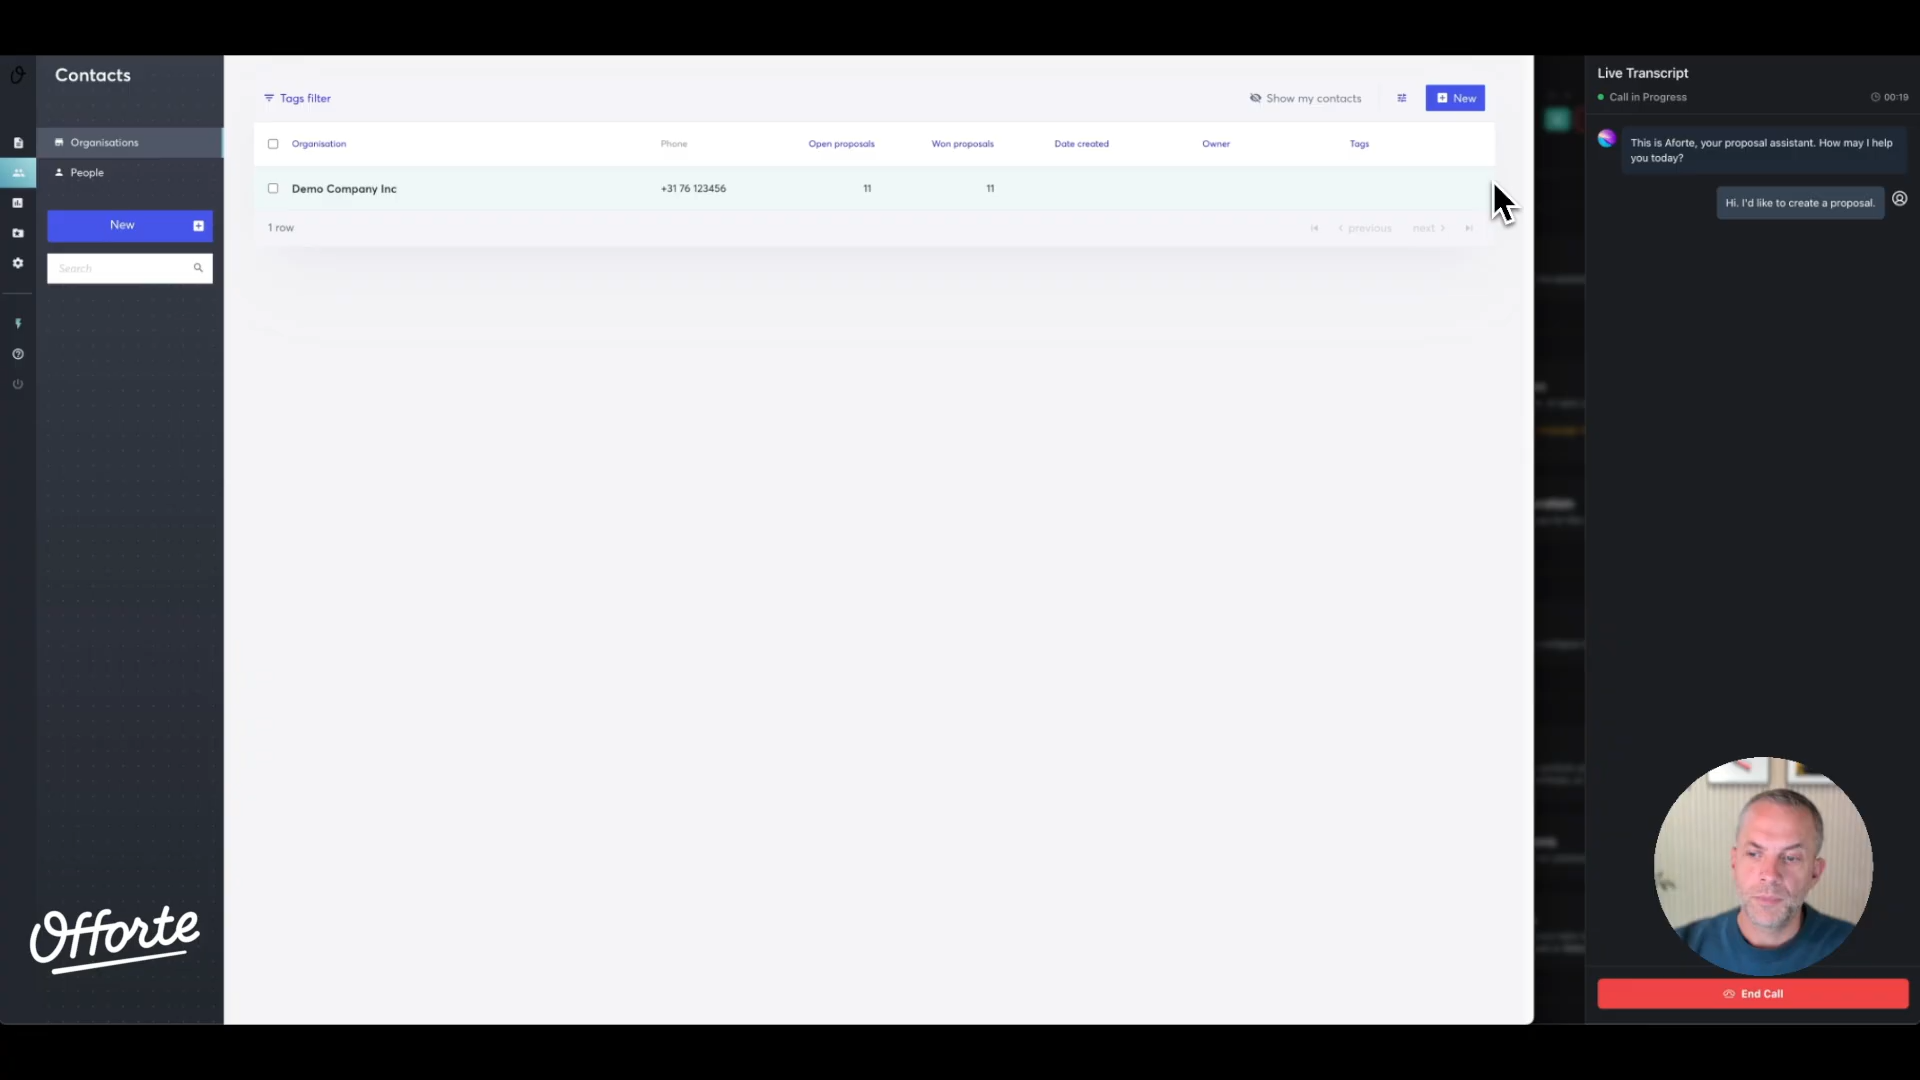 Contacts
Organisations
People
New
Search
Offorte
Tags filter
Show my contacts
New
Organisation Phone Open proposals Won proposals Date created Owner Tags
Demo Company Inc +31 76 123456 11 11
1 row
previous next
Live Transcript
Call in Progress 00:19
This is Aforte, your proposal assistant. How may I help
you today?
Hi. I'd like to create a proposal.
End Call